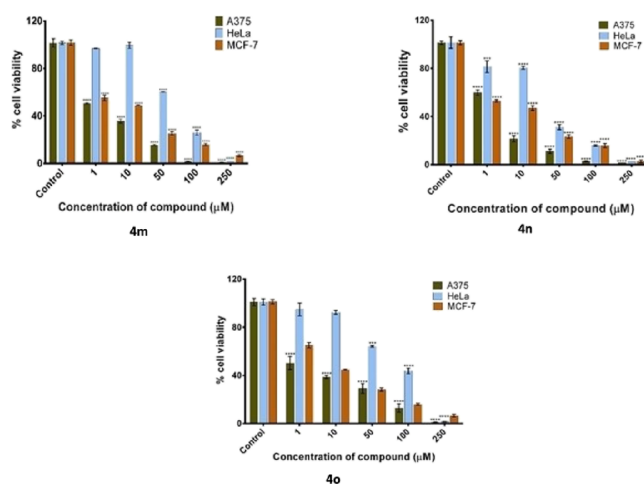 A375
HeLa
MCF-7
% cell viability
120
80
40
0
Control
1
10
50
100
250
Concentration of compound (μM)
4m
A375
HeLa
MCF-7
% cell viability
120
80
40
0
Control
1
10
50
100
250
Concentration of compound (μM)
4n
A375
HeLa
MCF-7
% cell viability
120
80
40
0
Control
1
10
50
100
250
Concentration of compound (μM)
4o